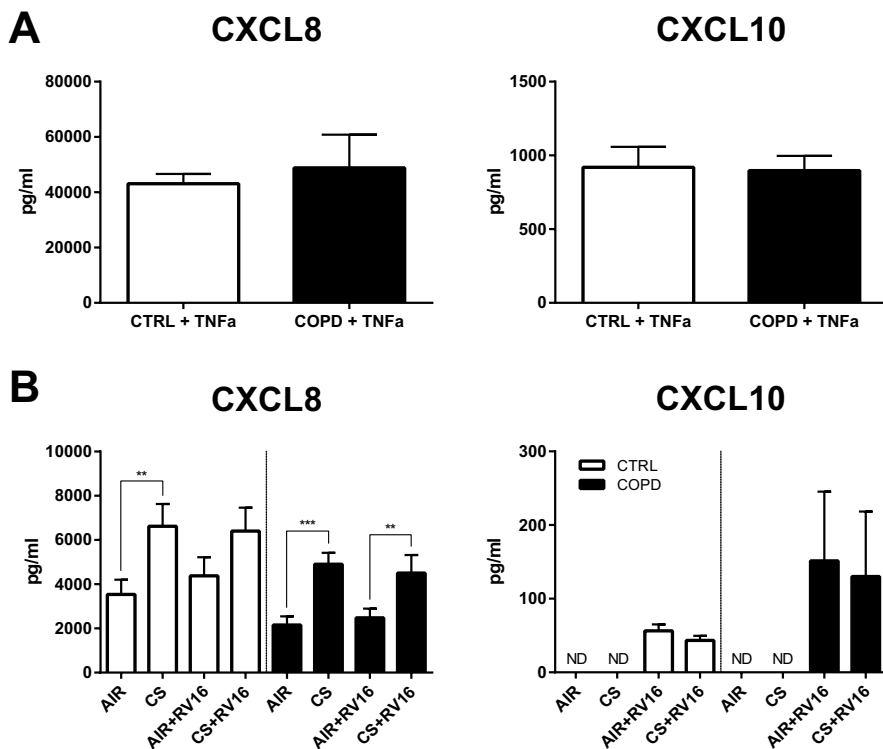 A
CXCL8
CXCL10
pg/ml
80000
60000
40000
20000
0
CTRL + TNFa
COPD + TNFa
pg/ml
1500
1000
500
0
CTRL + TNFa
COPD + TNFa
B
CXCL8
CXCL10
pg/ml
10000
8000
6000
4000
2000
0
**
***
**
AIR
CS
AIR+RV16
CS+RV16
AIR
CS
AIR+RV16
CS+RV16
pg/ml
300
200
100
0
CTRL
COPD
ND
ND
ND
ND
AIR
CS
AIR+RV16
CS+RV16
AIR
CS
AIR+RV16
CS+RV16